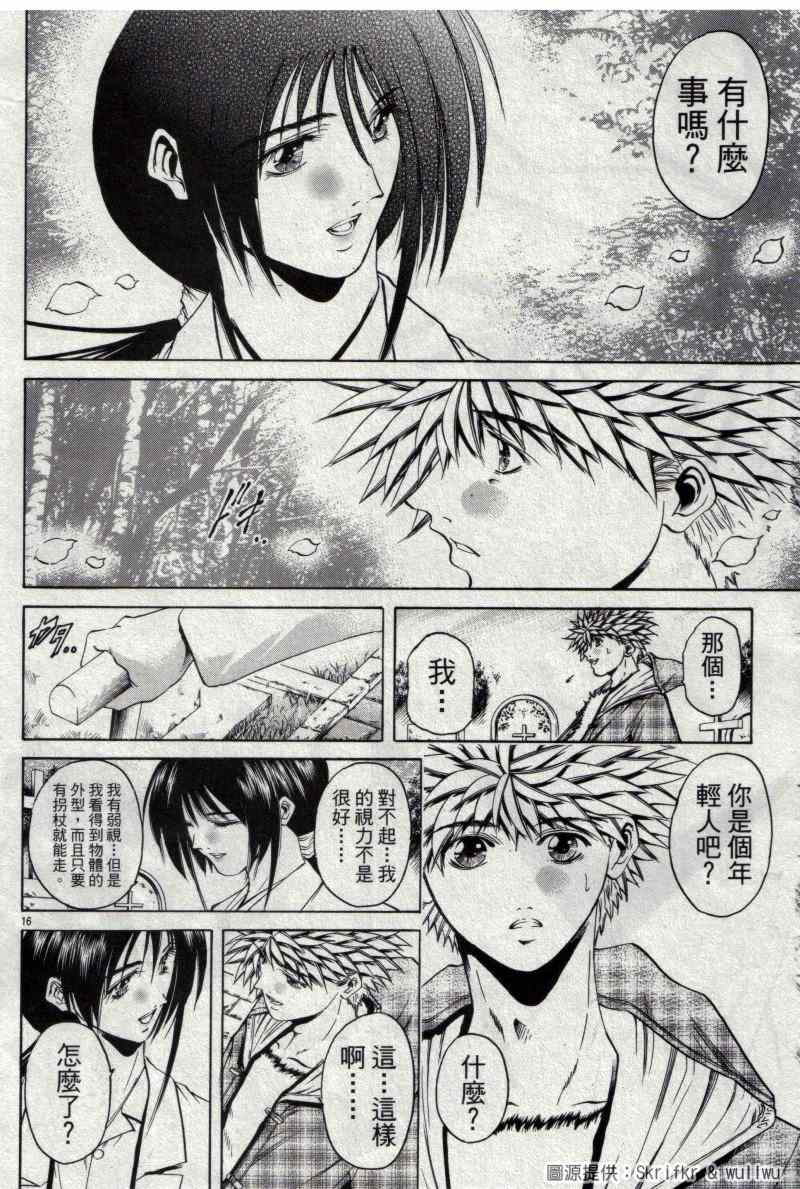 有什麼
事嗎？
ドキ..
那個…
我…
カタ..
你是個年
輕人吧？
什麼？
對不起…我
的視力不是
很好……
我有弱視…但是
我看得到物體的
外型，而且只要
有拐杖就能走。
16
這…這樣
啊……
怎麼了？
圖源提供：Skrifkr & wullwu